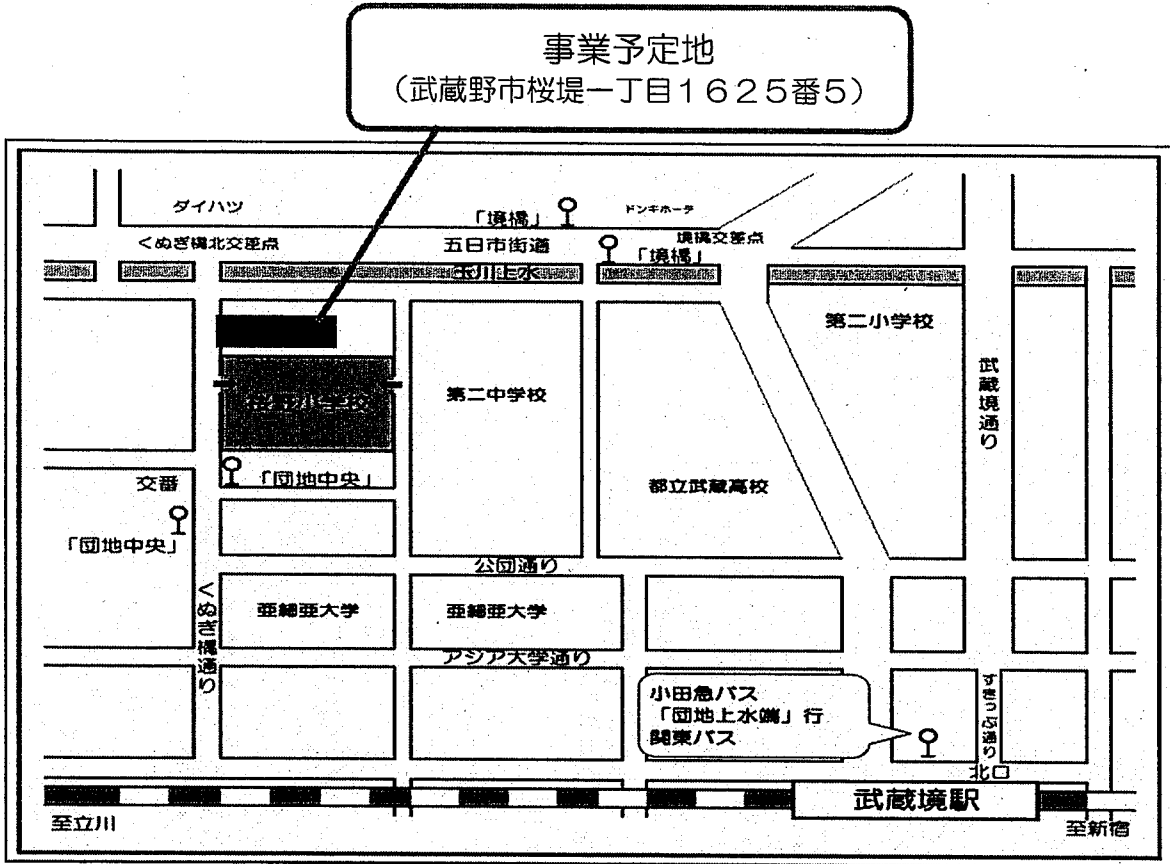 事業予定地
（武蔵野市桜堤一丁目1625番5）
ダイハツ
「境橋」
ドンキホーテ
くぬぎ橋北交差点
五日市街道
境橋交差点
「境橋」
玉川上水
第二小学校
武蔵境通り
桜野小学校
第二中学校
「団地中央」
交番
都立武蔵高校
「団地中央」
公団通り
くぬぎ橋通り
亜細亜大学
亜細亜大学
アジア大学通り
小田急バス
「団地上水端」行
関東バス
すきっぷ通り
北口
武蔵境駅
至立川
至新宿